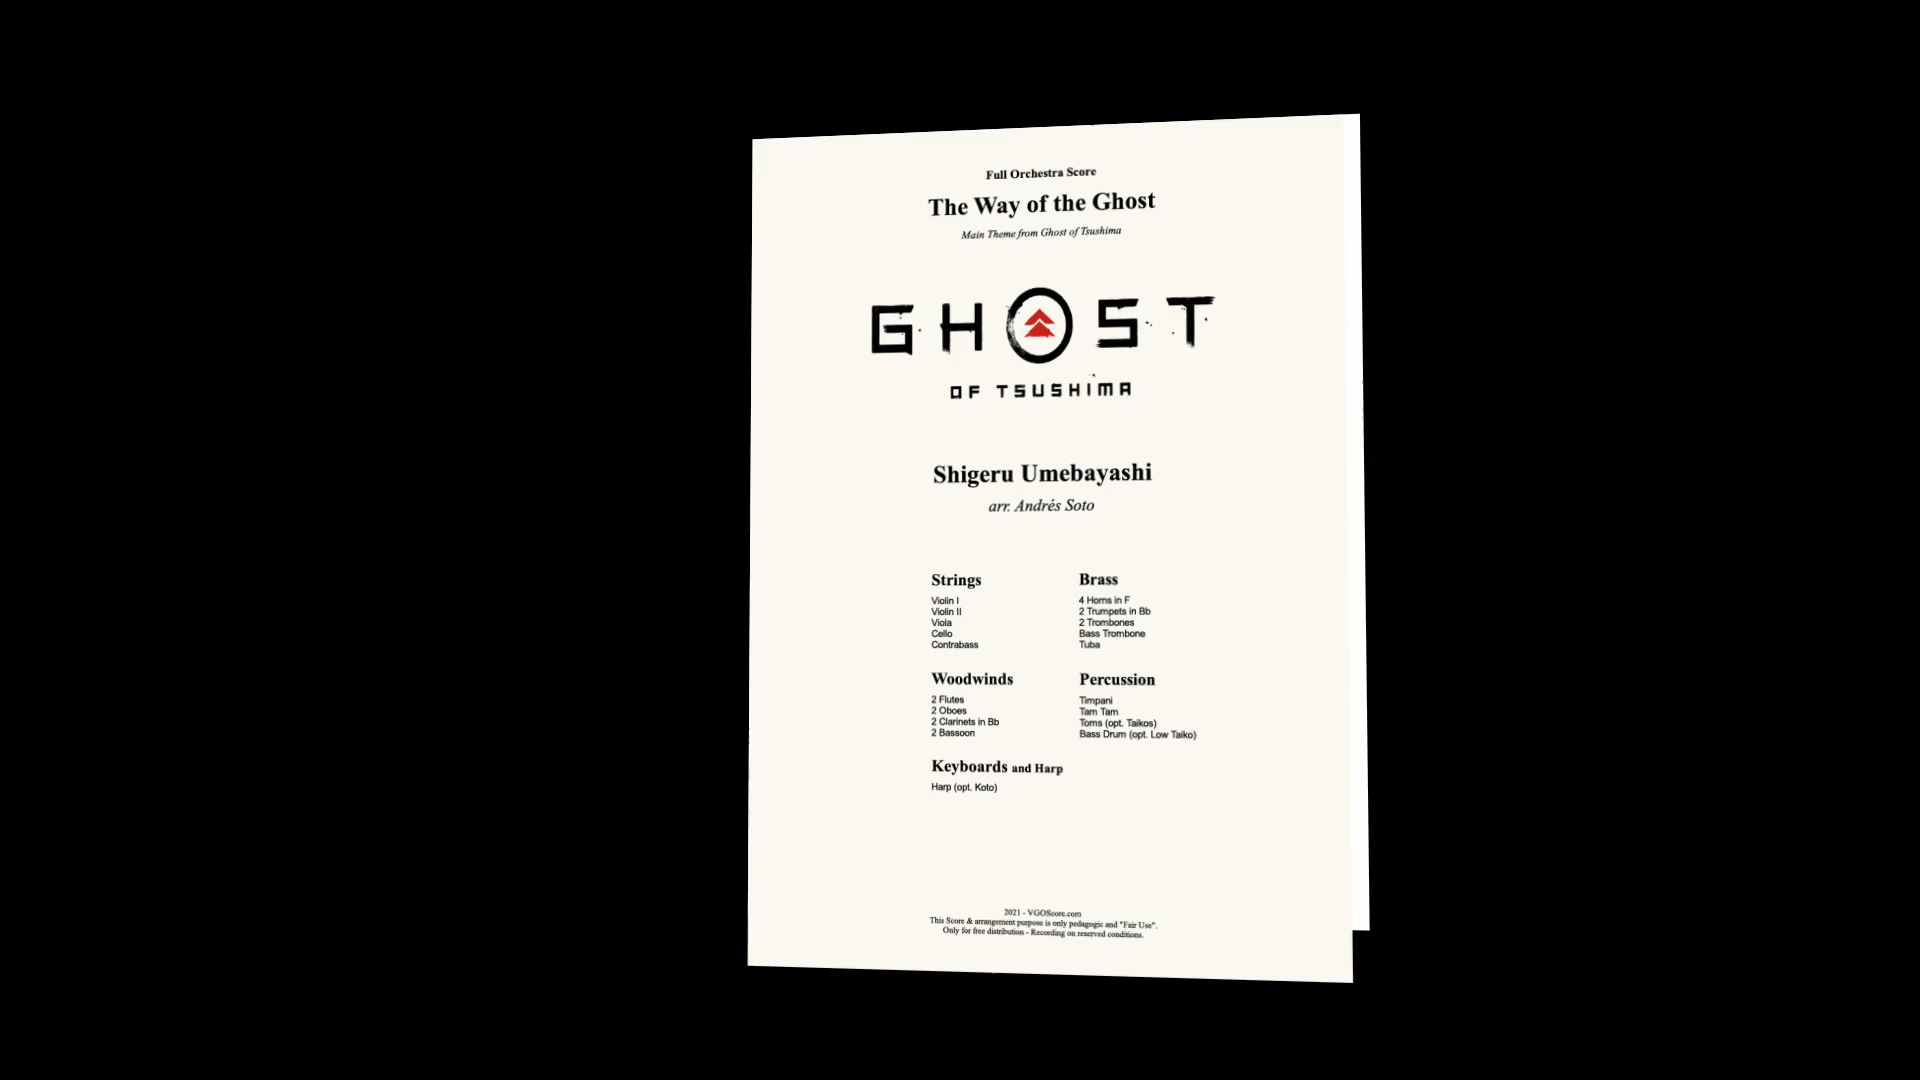 Full Orchestra Score
The Way of the Ghost
Main Theme from Ghost of Tsushima
GHOST
OF TSUSHIMA
Shigeru Umebayashi
arr. Andrés Soto
Strings
Violin I
Violin II
Viola
Cello
Contrabass
Brass
4 Horns in F
2 Trumpets in Bb
2 Trombones
Bass Trombone
Tuba
Woodwinds
2 Flutes
2 Oboes
2 Clarinets in Bb
2 Bassoon
Percussion
Timpani
Tam Tam
Toms (opt. Taikos)
Bass Drum (opt. Low Taiko)
Keyboards and Harp
Harp (opt. Koto)
2021 - VGOScore.com
This Score & arrangement purpose is only pedagogic and "Fair Use".
Only for free distribution - Recording on reserved conditions.